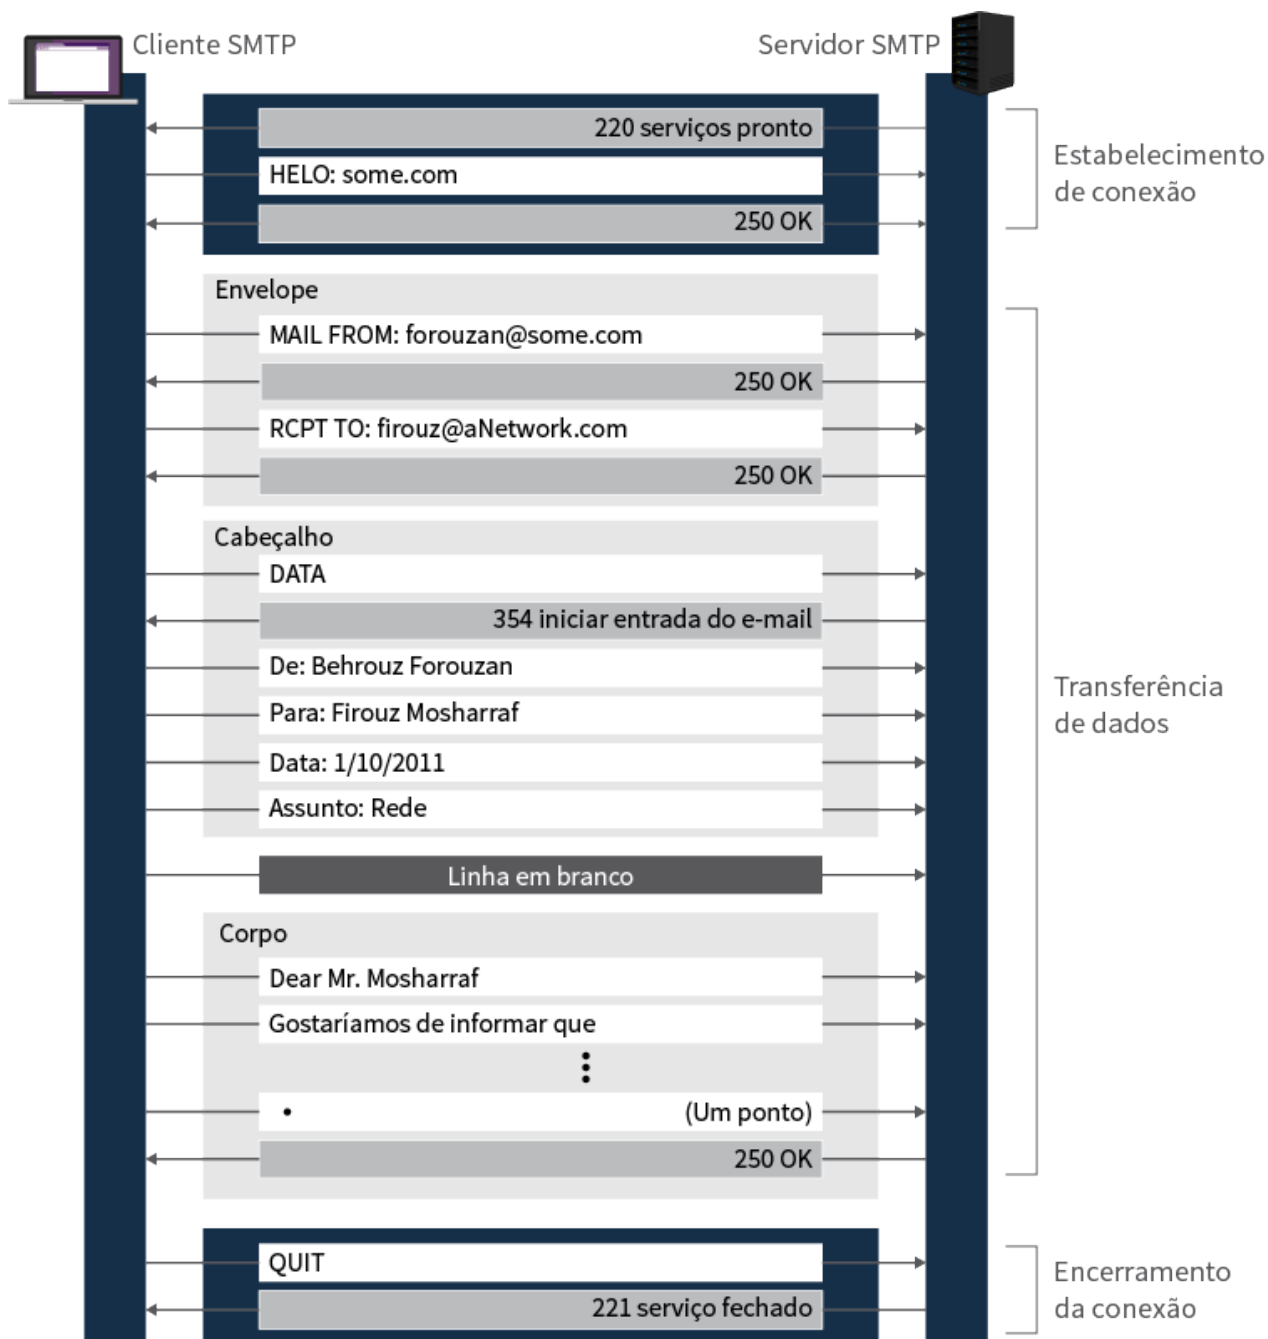 Cliente SMTP
Servidor SMTP
220 serviços pronto
HELO: some.com
250 OK
Estabelecimento
de conexão
Envelope
MAIL FROM: forouzan@some.com
250 OK
RCPT TO: firouz@aNetwork.com
250 OK
Cabeçalho
DATA
354 iniciar entrada do e-mail
De: Behrouz Forouzan
Para: Firouz Mosharraf
Data: 1/10/2011
Assunto: Rede
Transferência
de dados
Linha em branco
Corpo
Dear Mr. Mosharraf
Gostaríamos de informar que
⋮
• (Um ponto)
250 OK
QUIT
221 serviço fechado
Encerramento
da conexão